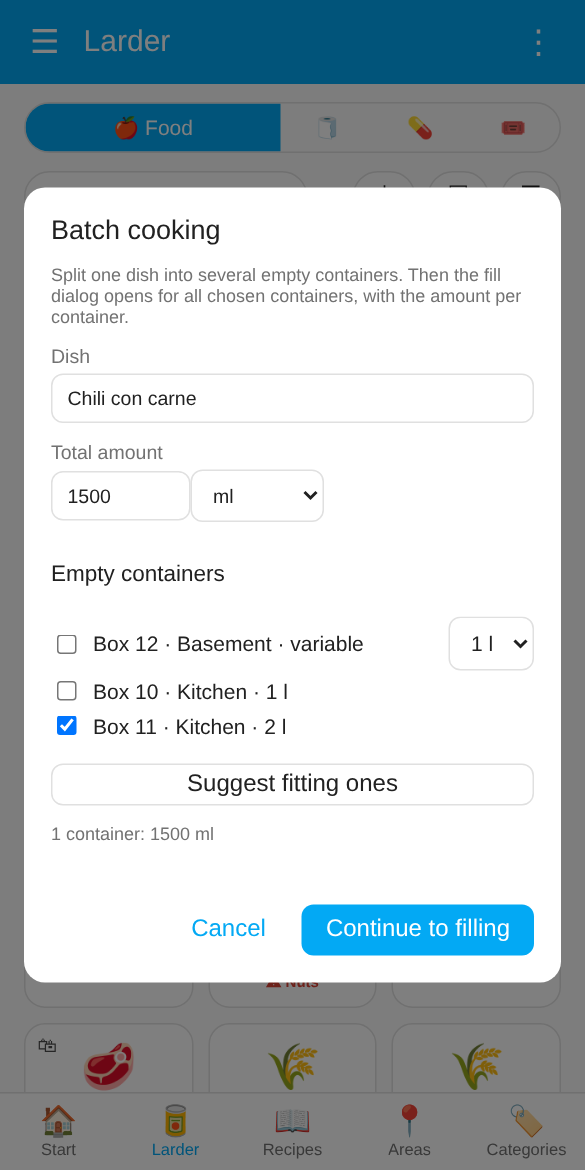 Larder
Food
Batch cooking
Split one dish into several empty containers. Then the fill
dialog opens for all chosen containers, with the amount per
container.
Dish
Chili con carne
Total amount
1500
ml
Empty containers
Box 12 · Basement · variable
1 l
Box 10 · Kitchen · 1 l
Box 11 · Kitchen · 2 l
Suggest fitting ones
1 container: 1500 ml
Cancel
Continue to filling
Nuts
Start
Larder
Recipes
Areas
Categories